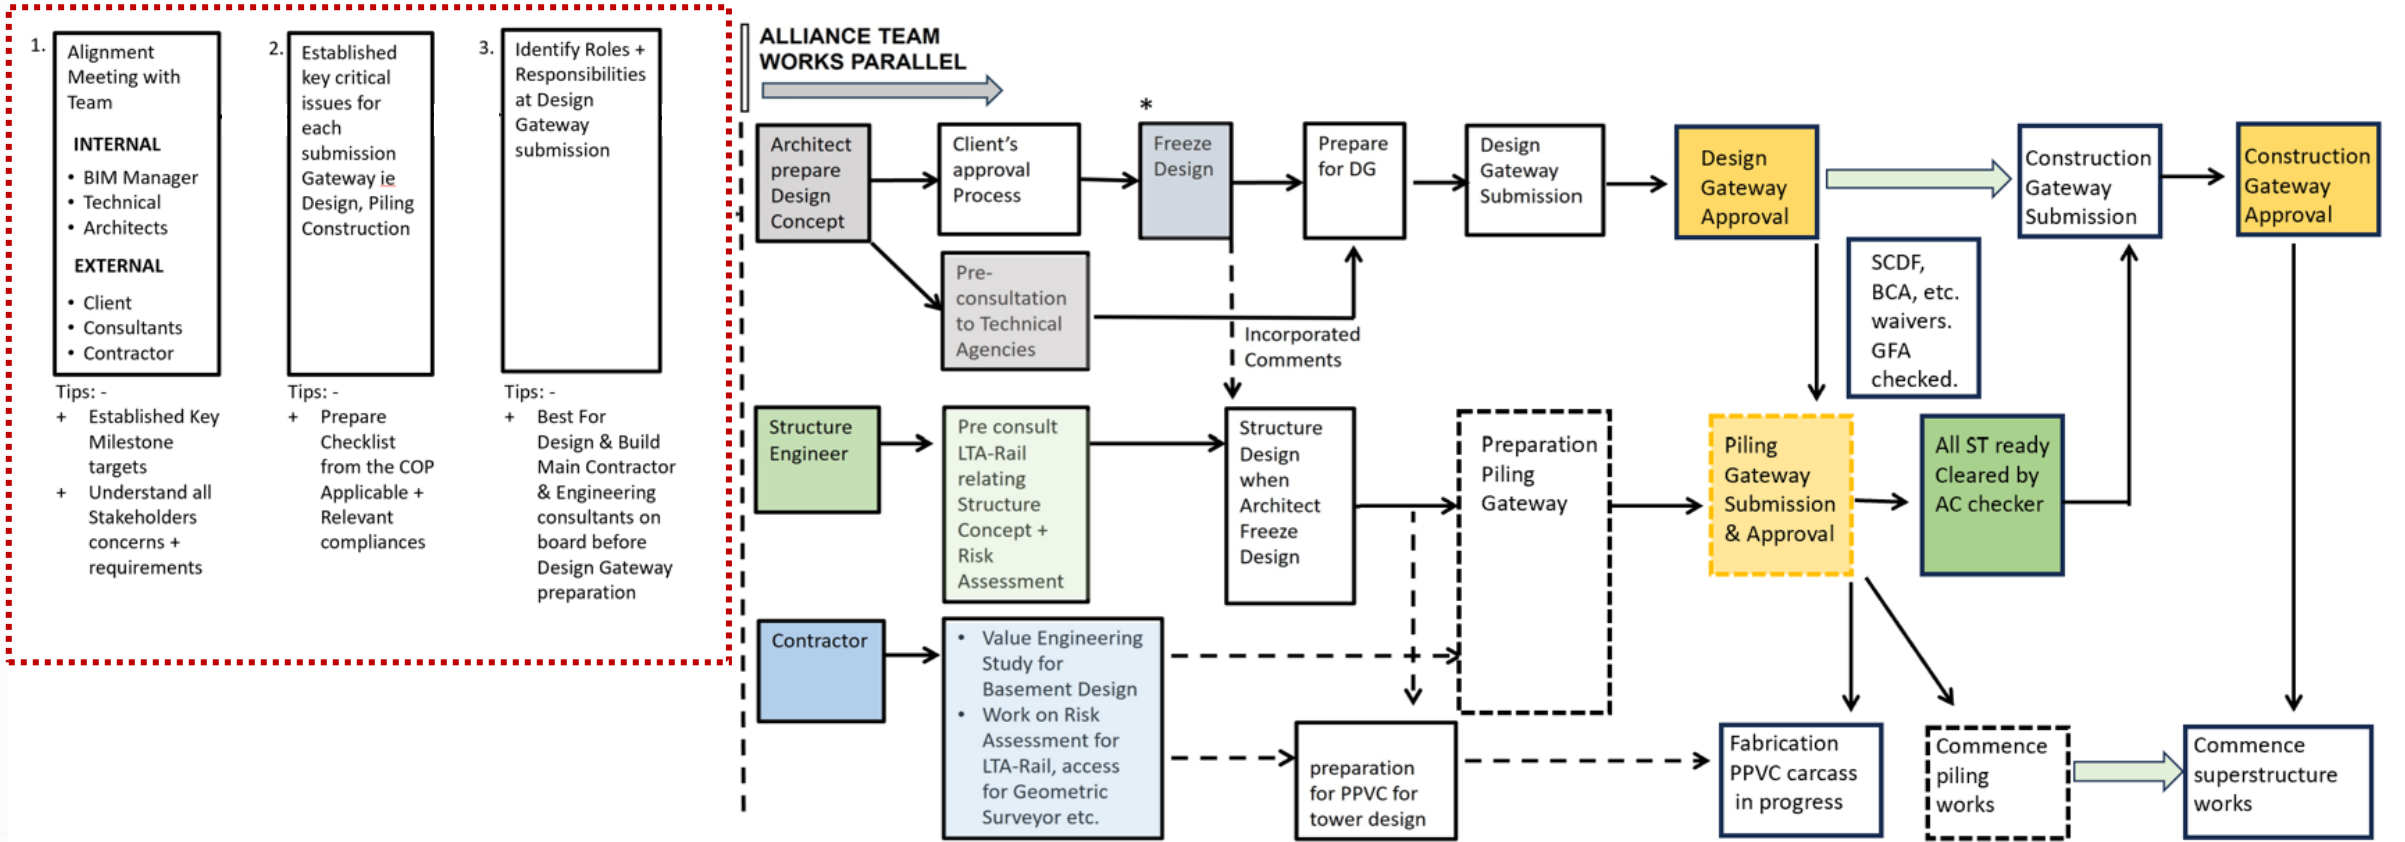 1.
Alignment
Meeting with
Team
INTERNAL
• BIM Manager
• Technical
• Architects
EXTERNAL
• Client
• Consultants
• Contractor
Tips: -
+ Established Key
Milestone
targets
+ Understand all
Stakeholders
concerns +
requirements
2.
Established
key critical
issues for
each
submission
Gateway ie
Design, Piling
Construction
Tips: -
+ Prepare
Checklist
from the COP
Applicable +
Relevant
compliances
3.
Identify Roles +
Responsibilities
at Design
Gateway
submission
Tips: -
+ Best For
Design & Build
Main Contractor
& Engineering
consultants on
board before
Design Gateway
preparation
ALLIANCE TEAM
WORKS PARALLEL
Architect
prepare
Design
Concept
Client's
approval
Process
*
Freeze
Design
Prepare
for DG
Design
Gateway
Submission
Design
Gateway
Approval
Construction
Gateway
Submission
Construction
Gateway
Approval
Pre-
consultation
to Technical
Agencies
Incorporated
Comments
SCDF,
BCA, etc.
waivers.
GFA
checked.
Structure
Engineer
Pre consult
LTA-Rail
relating
Structure
Concept +
Risk
Assessment
Structure
Design
when
Architect
Freeze
Design
Preparation
Piling
Gateway
Piling
Gateway
Submission
& Approval
All ST ready
Cleared by
AC checker
Contractor
• Value Engineering
Study for
Basement Design
• Work on Risk
Assessment for
LTA-Rail, access
for Geometric
Surveyor etc.
preparation
for PPVC for
tower design
Fabrication
PPVC carcass
in progress
Commence
piling
works
Commence
superstructure
works